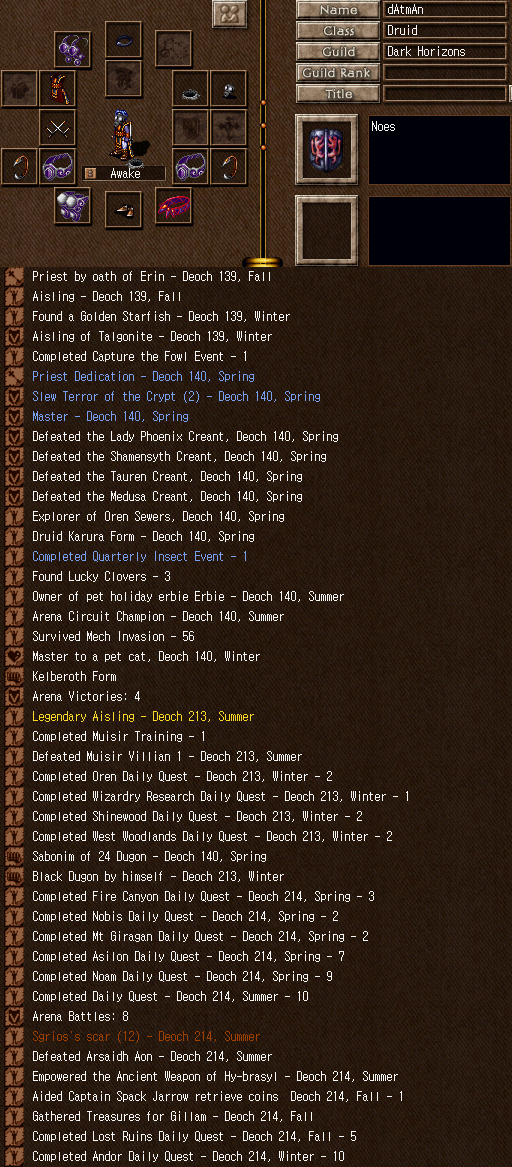 Name dAtmAn
Class Druid
Guild Dark Horizons
Guild Rank
Title
Noes
Awake
Priest by oath of Erin - Deoch 139, Fall
Aisling - Deoch 139, Fall
Found a Golden Starfish - Deoch 139, Winter
Aisling of Talgonite - Deoch 139, Winter
Completed Capture the Fowl Event - 1
Priest Dedication - Deoch 140, Spring
Slew Terror of the Crypt (2) - Deoch 140, Spring
Master - Deoch 140, Spring
Defeated the Lady Phoenix Creant, Deoch 140, Spring
Defeated the Shamensyth Creant, Deoch 140, Spring
Defeated the Tauren Creant, Deoch 140, Spring
Defeated the Medusa Creant, Deoch 140, Spring
Explorer of Oren Sewers, Deoch 140, Spring
Druid Karura Form - Deoch 140, Spring
Completed Quarterly Insect Event - 1
Found Lucky Clovers - 3
Owner of pet holiday erbie Erbie - Deoch 140, Summer
Arena Circuit Champion - Deoch 140, Summer
Survived Mech Invasion - 56
Master to a pet cat, Deoch 140, Winter
Kelberoth Form
Arena Victories: 4
Legendary Aisling - Deoch 213, Summer
Completed Muisir Training - 1
Defeated Muisir Villian 1 - Deoch 213, Summer
Completed Oren Daily Quest - Deoch 213, Winter - 2
Completed Wizardry Research Daily Quest - Deoch 213, Winter - 1
Completed Shinewood Daily Quest - Deoch 213, Winter - 2
Completed West Woodlands Daily Quest - Deoch 213, Winter - 2
Sabonim of 24 Dugon - Deoch 140, Spring
Black Dugon by himself - Deoch 213, Winter
Completed Fire Canyon Daily Quest - Deoch 214, Spring - 3
Completed Nobis Daily Quest - Deoch 214, Spring - 2
Completed Mt Giragan Daily Quest - Deoch 214, Spring - 2
Completed Asilon Daily Quest - Deoch 214, Spring - 7
Completed Noam Daily Quest - Deoch 214, Spring - 9
Completed Daily Quest - Deoch 214, Summer - 10
Arena Battles: 8
Sgrios's scar (12) - Deoch 214, Summer
Defeated Arsaidh Aon - Deoch 214, Summer
Empowered the Ancient Weapon of Hy-brasyl - Deoch 214, Summer
Aided Captain Spack Jarrow retrieve coins  Deoch 214, Fall - 1
Gathered Treasures for Gillam - Deoch 214, Fall
Completed Lost Ruins Daily Quest - Deoch 214, Fall - 5
Completed Andor Daily Quest - Deoch 214, Winter - 10